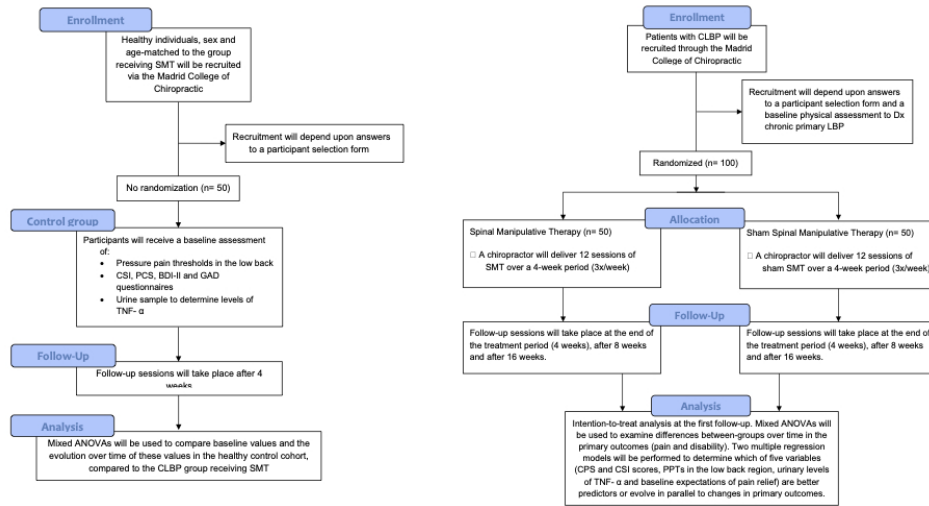 Enrollment
Healthy individuals, sex and
age-matched to the group
receiving SMT will be recruited
via the Madrid College of
Chiropractic
Recruitment will depend upon answers
to a participant selection form
No randomization (n= 50)
Control group
Participants will receive a baseline assessment
of:
• Pressure pain thresholds in the low back
• CSI, PCS, BDI-II and GAD
questionnaires
• Urine sample to determine levels of
TNF- α
Follow-Up
Follow-up sessions will take place after 4
weeks
Analysis
Mixed ANOVAs will be used to compare baseline values and the
evolution over time of these values in the healthy control cohort,
compared to the CLBP group receiving SMT
Enrollment
Patients with CLBP will be
recruited through the Madrid
College of Chiropractic
Recruitment will depend upon answers
to a participant selection form and a
baseline physical assessment to Dx
chronic primary LBP
Randomized (n= 100)
Allocation
Spinal Manipulative Therapy (n= 50)
□ A chiropractor will deliver 12 sessions of
SMT over a 4-week period (3x/week)
Sham Spinal Manipulative Therapy (n= 50)
□ A chiropractor will deliver 12 sessions of
sham SMT over a 4-week period (3x/week)
Follow-Up
Follow-up sessions will take place at the end of
the treatment period (4 weeks), after 8 weeks
and after 16 weeks.
Follow-up sessions will take place at the end of
the treatment period (4 weeks), after 8 weeks
and after 16 weeks.
Analysis
Intention-to-treat analysis at the first follow-up. Mixed ANOVAs will
be used to examine differences between-groups over time in the
primary outcomes (pain and disability). Two multiple regression
models will be performed to determine which of five variables
(CPS and CSI scores, PPTs in the low back region, urinary levels
of TNF- α and baseline expectations of pain relief) are better
predictors or evolve in parallel to changes in primary outcomes.